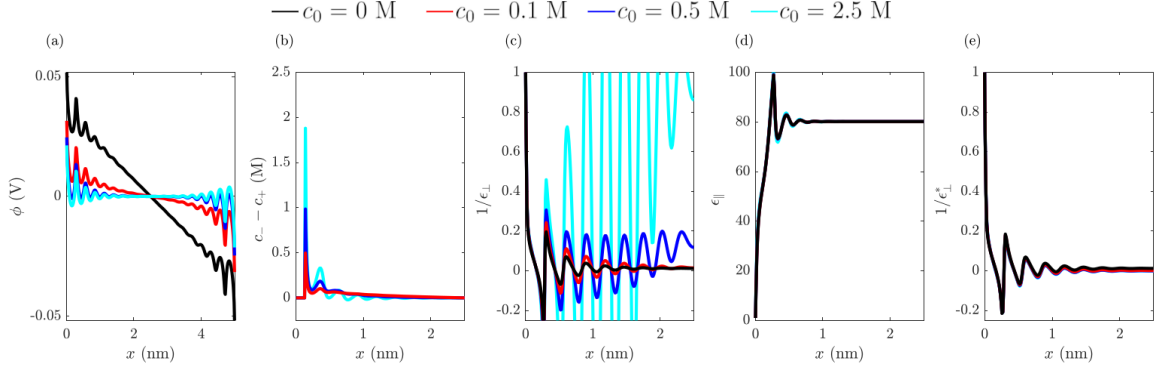 c₀ = 0 M c₀ = 0.1 M c₀ = 0.5 M c₀ = 2.5 M
(a) (b) (c) (d) (e)
0.05
0
-0.05
ϕ (V)
0 2 4
x (nm)
2.5
2
1.5
1
0.5
0
c₋ − c₊ (M)
0 2
x (nm)
1
0.8
0.6
0.4
0.2
0
-0.2
1/ϵ⊥
0 1 2
x (nm)
100
80
60
40
20
0
ϵ∥
0 1 2
x (nm)
1
0.8
0.6
0.4
0.2
0
-0.2
1/ϵ*⊥
0 1 2
x (nm)